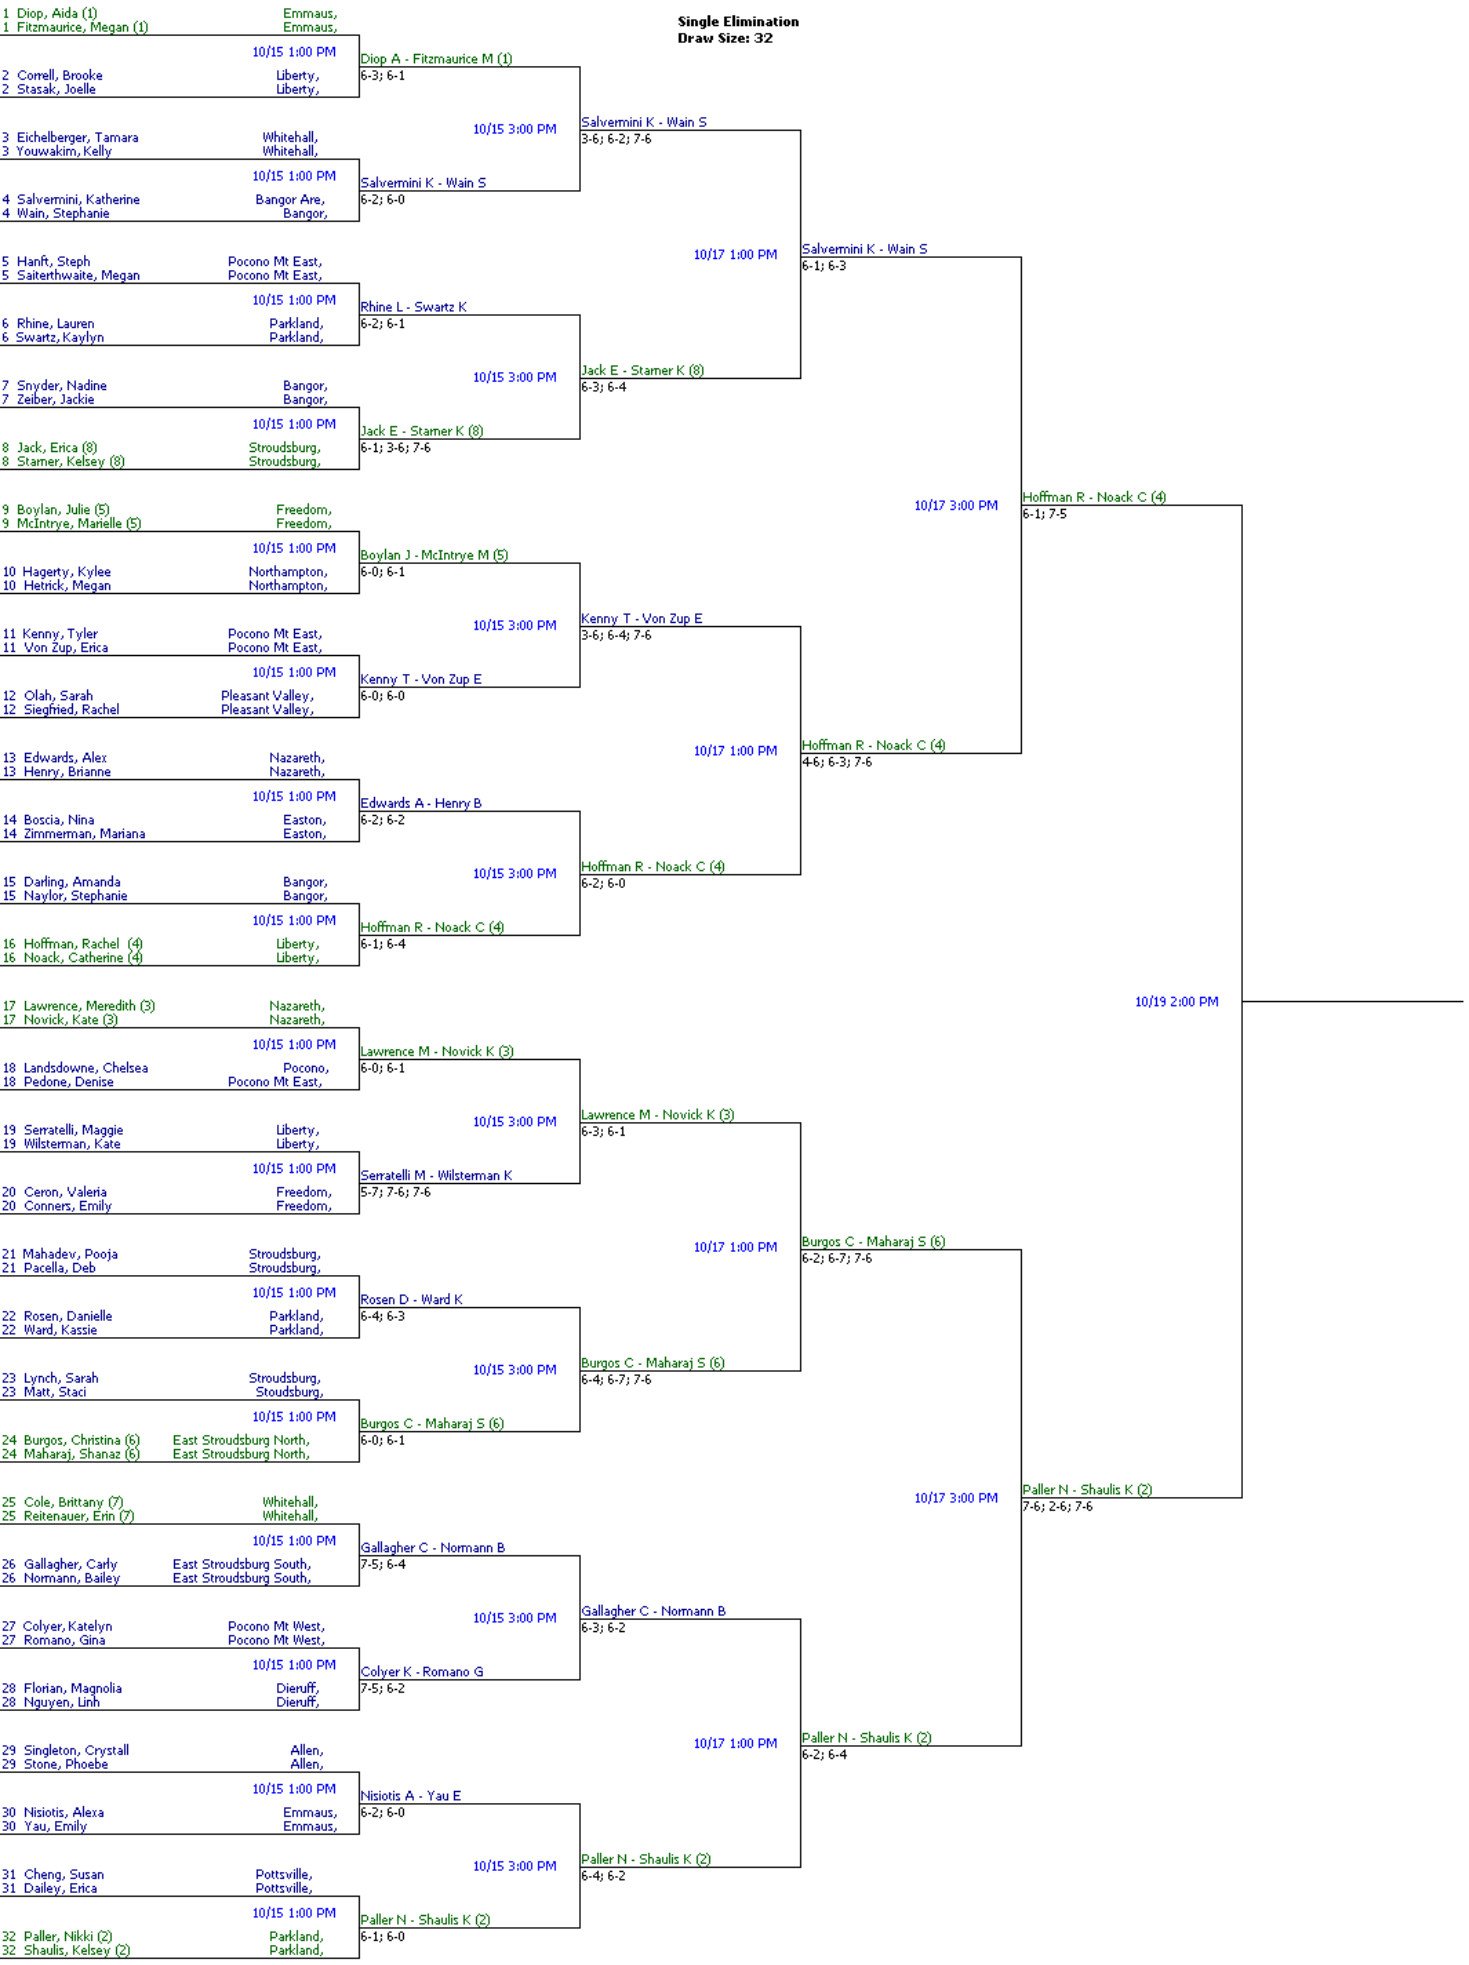 Single Elimination
Draw Size: 32
1 Diop, Aida (1) Emmaus,
1 Fitzmaurice, Megan (1) Emmaus,
10/15 1:00 PM
Diop A - Fitzmaurice M (1)
6-3; 6-1
2 Correll, Brooke Liberty,
2 Stasak, Joelle Liberty,
10/15 3:00 PM
Salvermini K - Wain S
3-6; 6-2; 7-6
3 Eichelberger, Tamara Whitehall,
3 Youwakim, Kelly Whitehall,
10/15 1:00 PM
Salvermini K - Wain S
6-2; 6-0
4 Salvermini, Katherine Bangor Are,
4 Wain, Stephanie Bangor,
10/17 1:00 PM
Salvermini K - Wain S
6-1; 6-3
5 Hanft, Steph Pocono Mt East,
5 Saiterthwaite, Megan Pocono Mt East,
10/15 1:00 PM
Rhine L - Swartz K
6-2; 6-1
6 Rhine, Lauren Parkland,
6 Swartz, Kaylyn Parkland,
10/15 3:00 PM
Jack E - Starner K (8)
6-3; 6-4
7 Snyder, Nadine Bangor,
7 Zeiber, Jackie Bangor,
10/15 1:00 PM
Jack E - Starner K (8)
6-1; 3-6; 7-6
8 Jack, Erica (8) Stroudsburg,
8 Starner, Kelsey (8) Stroudsburg,
10/17 3:00 PM
Hoffman R - Noack C (4)
6-1; 7-5
9 Boylan, Julie (5) Freedom,
9 McIntrye, Marielle (5) Freedom,
10/15 1:00 PM
Boylan J - McIntrye M (5)
6-0; 6-1
10 Hagerty, Kylee Northampton,
10 Hetrick, Megan Northampton,
10/15 3:00 PM
Kenny T - Von Zup E
3-6; 6-4; 7-6
11 Kenny, Tyler Pocono Mt East,
11 Von Zup, Erica Pocono Mt East,
10/15 1:00 PM
Kenny T - Von Zup E
6-0; 6-0
12 Olah, Sarah Pleasant Valley,
12 Siegfried, Rachel Pleasant Valley,
10/17 1:00 PM
Hoffman R - Noack C (4)
4-6; 6-3; 7-6
13 Edwards, Alex Nazareth,
13 Henry, Brianne Nazareth,
10/15 1:00 PM
Edwards A - Henry B
6-2; 6-2
14 Boscia, Nina Easton,
14 Zimmerman, Mariana Easton,
10/15 3:00 PM
Hoffman R - Noack C (4)
6-2; 6-0
15 Darling, Amanda Bangor,
15 Naylor, Stephanie Bangor,
10/15 1:00 PM
Hoffman R - Noack C (4)
6-1; 6-4
16 Hoffman, Rachel (4) Liberty,
16 Noack, Catherine (4) Liberty,
10/19 2:00 PM
17 Lawrence, Meredith (3) Nazareth,
17 Novick, Kate (3) Nazareth,
10/15 1:00 PM
Lawrence M - Novick K (3)
6-0; 6-1
18 Landsdowne, Chelsea Pocono,
18 Pedone, Denise Pocono Mt East,
10/15 3:00 PM
Lawrence M - Novick K (3)
6-3; 6-1
19 Serratelli, Maggie Liberty,
19 Wilsterman, Kate Liberty,
10/15 1:00 PM
Serratelli M - Wilsterman K
5-7; 7-6; 7-6
20 Ceron, Valeria Freedom,
20 Conners, Emily Freedom,
10/17 1:00 PM
Burgos C - Maharaj S (6)
6-2; 6-7; 7-6
21 Mahadev, Pooja Stroudsburg,
21 Pacella, Deb Stroudsburg,
10/15 1:00 PM
Rosen D - Ward K
6-4; 6-3
22 Rosen, Danielle Parkland,
22 Ward, Kassie Parkland,
10/15 3:00 PM
Burgos C - Maharaj S (6)
6-4; 6-7; 7-6
23 Lynch, Sarah Stroudsburg,
23 Matt, Staci Stoudsburg,
10/15 1:00 PM
Burgos C - Maharaj S (6)
6-0; 6-1
24 Burgos, Christina (6) East Stroudsburg North,
24 Maharaj, Shanaz (6) East Stroudsburg North,
10/17 3:00 PM
Paller N - Shaulis K (2)
7-6; 2-6; 7-6
25 Cole, Brittany (7) Whitehall,
25 Reitenauer, Erin (7) Whitehall,
10/15 1:00 PM
Gallagher C - Normann B
7-5; 6-4
26 Gallagher, Carly East Stroudsburg South,
26 Normann, Bailey East Stroudsburg South,
10/15 3:00 PM
Gallagher C - Normann B
6-3; 6-2
27 Colyer, Katelyn Pocono Mt West,
27 Romano, Gina Pocono Mt West,
10/15 1:00 PM
Colyer K - Romano G
7-5; 6-2
28 Florian, Magnolia Dieruff,
28 Nguyen, Linh Dieruff,
10/17 1:00 PM
Paller N - Shaulis K (2)
6-2; 6-4
29 Singleton, Crystall Allen,
29 Stone, Phoebe Allen,
10/15 1:00 PM
Nisiotis A - Yau E
6-2; 6-0
30 Nisiotis, Alexa Emmaus,
30 Yau, Emily Emmaus,
10/15 3:00 PM
Paller N - Shaulis K (2)
6-4; 6-2
31 Cheng, Susan Pottsville,
31 Dailey, Erica Pottsville,
10/15 1:00 PM
Paller N - Shaulis K (2)
6-1; 6-0
32 Paller, Nikki (2) Parkland,
32 Shaulis, Kelsey (2) Parkland,